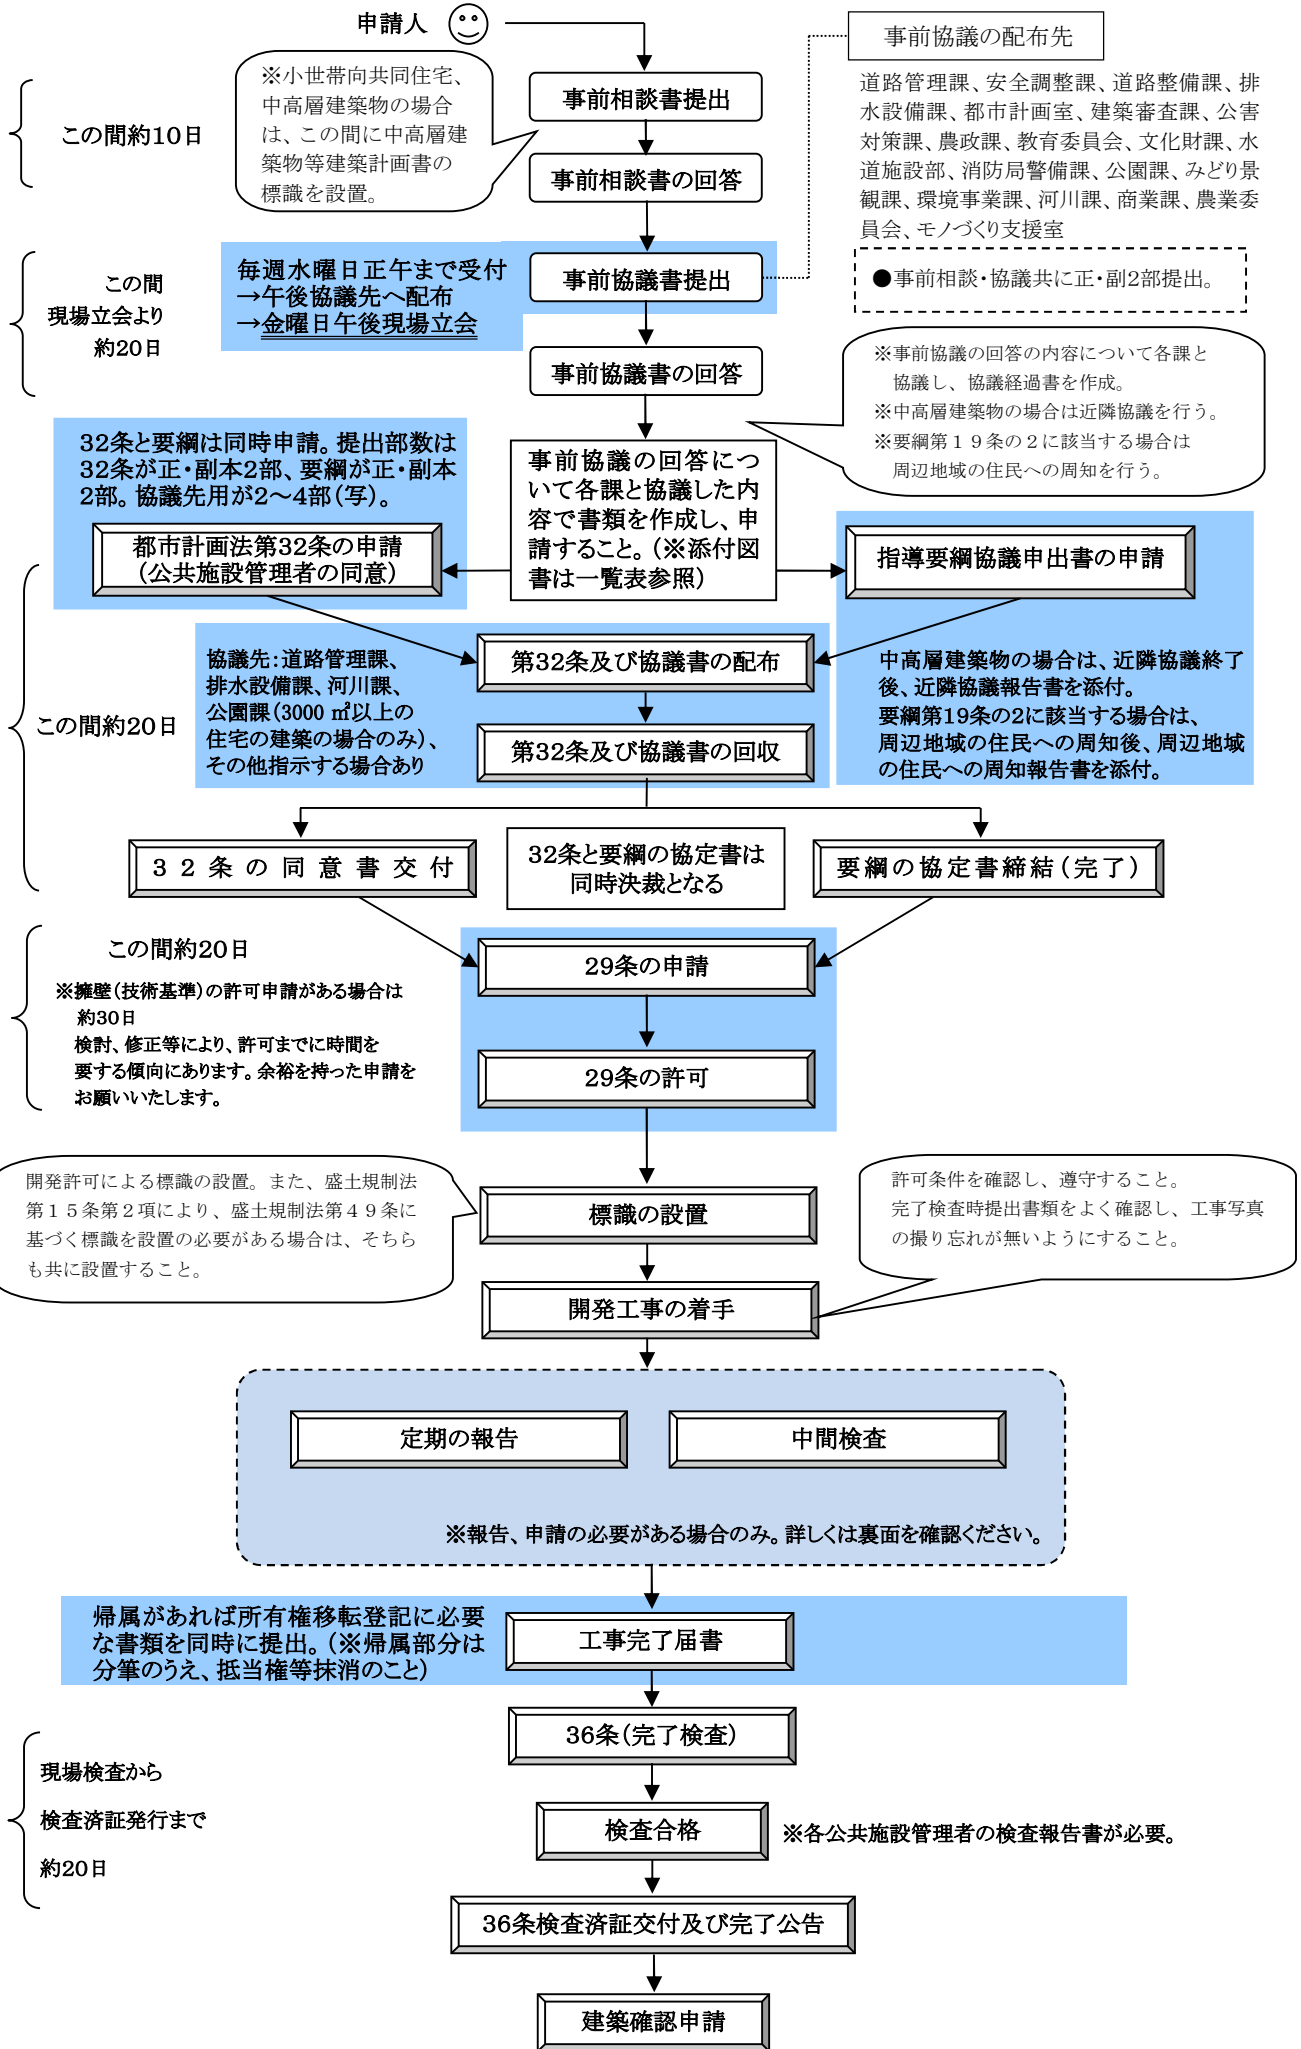 申請人
事前協議の配布先
※小世帯向共同住宅、
中高層建築物の場合
は、この間に中高層建
築物等建築計画書の
標識を設置。
事前相談書提出
道路管理課、安全調整課、道路整備課、排
水設備課、都市計画室、建築審査課、公害
対策課、農政課、教育委員会、文化財課、水
道施設部、消防局警備課、公園課、みどり景
観課、環境事業課、河川課、商業課、農業委
員会、モノづくり支援室
この間約10日
事前相談書の回答
この間
現場立会より
約20日
毎週水曜日正午まで受付
→午後協議先へ配布
→金曜日午後現場立会
事前協議書提出
●事前相談・協議共に正・副2部提出。
事前協議書の回答
※事前協議の回答の内容について各課と
協議し、協議経過書を作成。
※中高層建築物の場合は近隣協議を行う。
※要綱第19条の2に該当する場合は
周辺地域の住民への周知を行う。
32条と要綱は同時申請。提出部数は
32条が正・副本2部、要綱が正・副本
2部。協議先用が2～4部(写)。
事前協議の回答につ
いて各課と協議した内
容で書類を作成し、申
請すること。(※添付図
書は一覧表参照)
都市計画法第32条の申請
(公共施設管理者の同意)
指導要綱協議申出書の申請
この間約20日
協議先：道路管理課、
排水設備課、河川課、
公園課(3000㎡以上の
住宅の建築の場合のみ)、
その他指示する場合あり
第32条及び協議書の配布
第32条及び協議書の回収
中高層建築物の場合は、近隣協議終了
後、近隣協議報告書を添付。
要綱第19条の2に該当する場合は、
周辺地域の住民への周知後、周辺地域
の住民への周知報告書を添付。
32条の同意書交付
32条と要綱の協定書は
同時決裁となる
要綱の協定書締結(完了)
この間約20日
※擁壁(技術基準)の許可申請がある場合は
約30日
検討、修正等により、許可までに時間を
要する傾向にあります。余裕を持った申請を
お願いいたします。
29条の申請
29条の許可
開発許可による標識の設置。また、盛土規制法
第15条第2項により、盛土規制法第49条に
基づく標識を設置の必要がある場合は、そちら
も共に設置すること。
標識の設置
許可条件を確認し、遵守すること。
完了検査時提出書類をよく確認し、工事写真
の撮り忘れが無いようにすること。
開発工事の着手
定期の報告
中間検査
※報告、申請の必要がある場合のみ。詳しくは裏面を確認ください。
帰属があれば所有権移転登記に必要
な書類を同時に提出。(※帰属部分は
分筆のうえ、抵当権等抹消のこと)
工事完了届書
36条(完了検査)
現場検査から
検査済証発行まで
約20日
検査合格
※各公共施設管理者の検査報告書が必要。
36条検査済証交付及び完了公告
建築確認申請